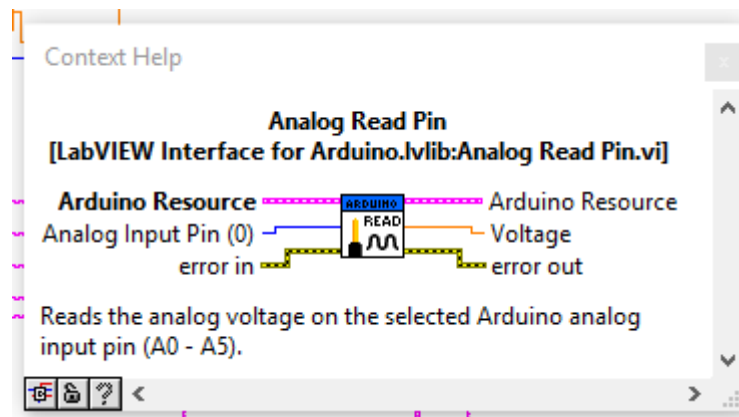 Context Help
x
Analog Read Pin
[LabVIEW Interface for Arduino.lvlib:Analog Read Pin.vi]
Arduino Resource
ARDUINO
Arduino Resource
Analog Input Pin (0)
READ
Voltage
error in
error out
Reads the analog voltage on the selected Arduino analog
input pin (A0 - A5).
?